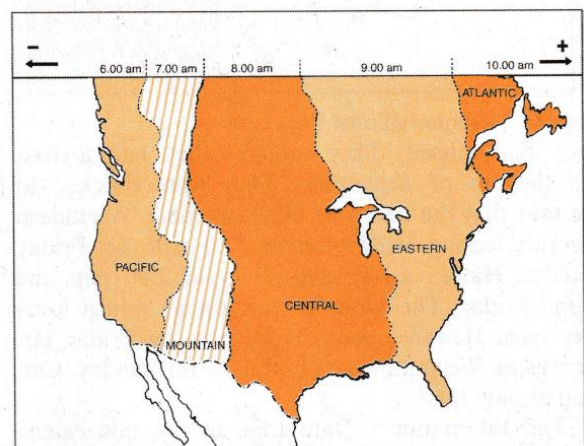 − +
6.00 am 7.00 am 8.00 am 9.00 am 10.00 am
ATLANTIC
EASTERN
PACIFIC
CENTRAL
MOUNTAIN